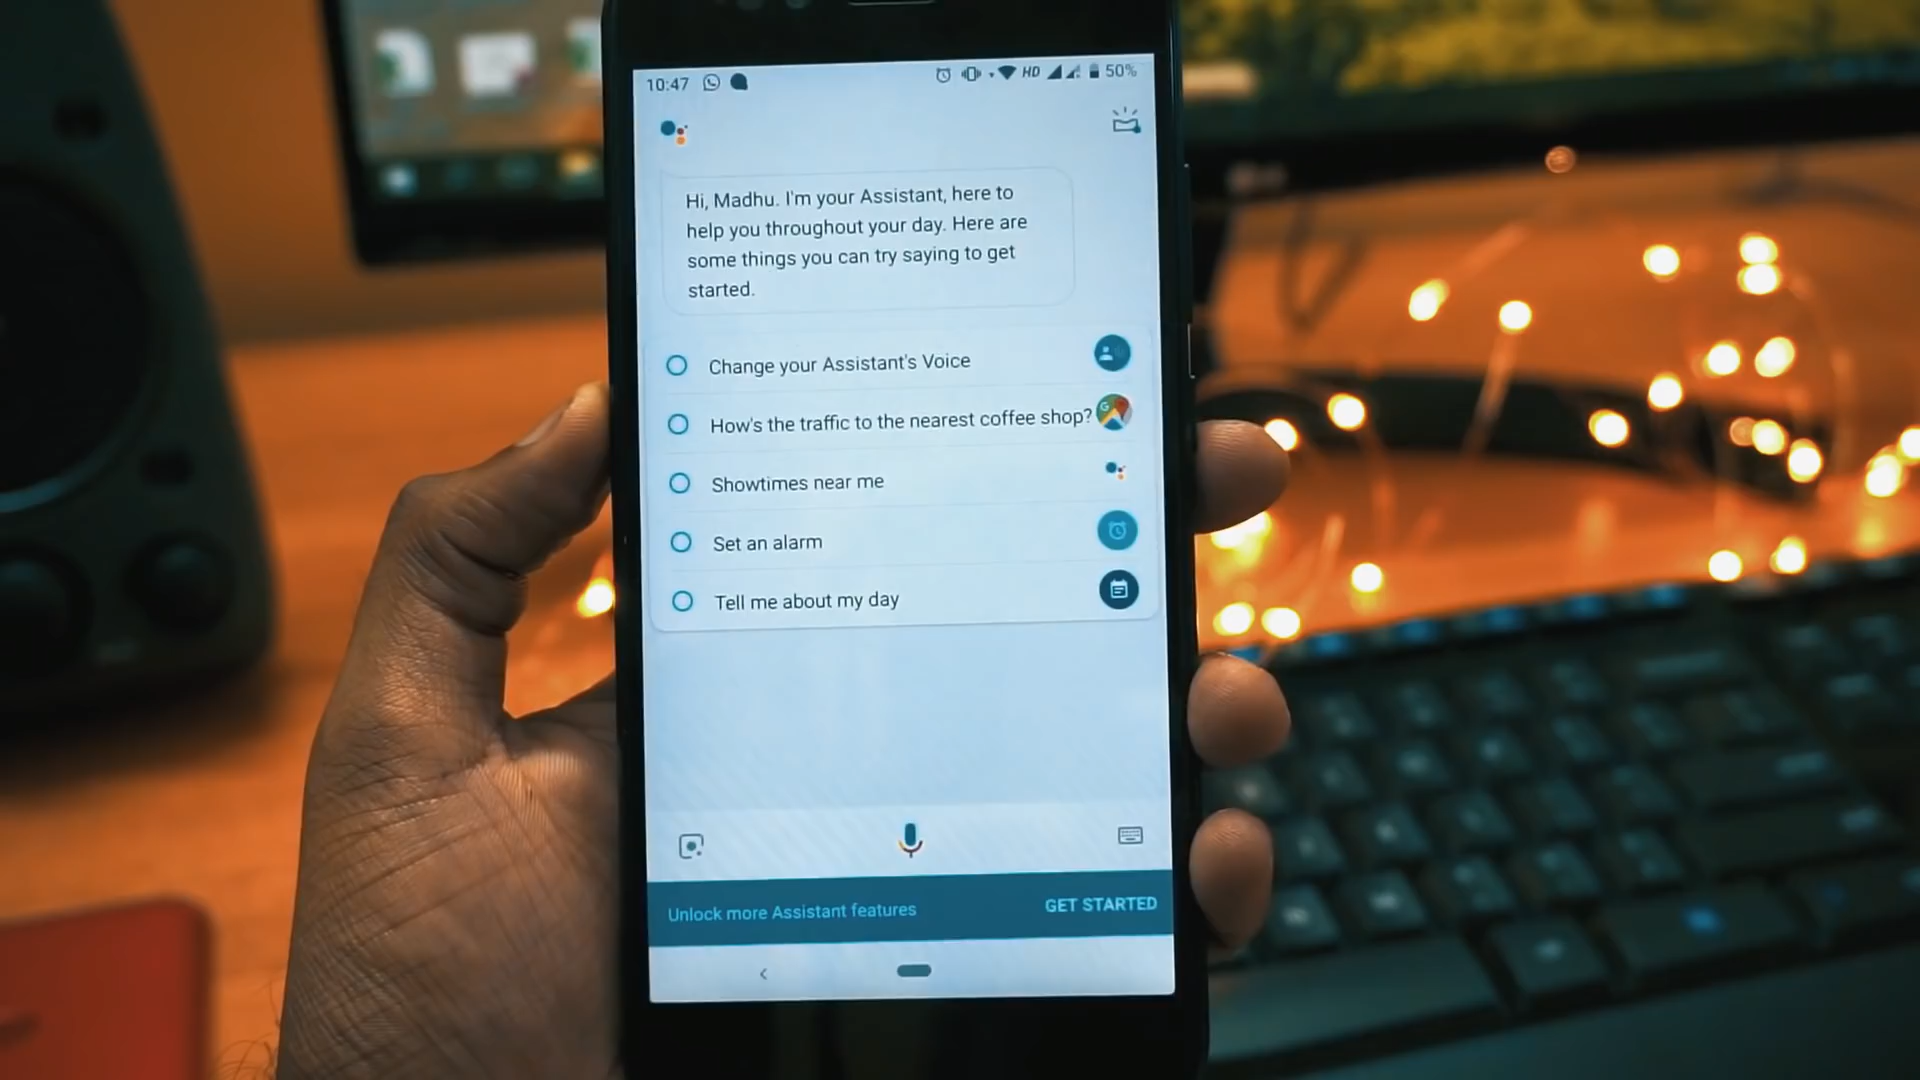 10:47 HD 50%
Hi, Madhu. I'm your Assistant, here to
help you throughout your day. Here are
some things you can try saying to get
started.
Change your Assistant's Voice
How's the traffic to the nearest coffee shop?
Showtimes near me
Set an alarm
Tell me about my day
Unlock more Assistant features GET STARTED